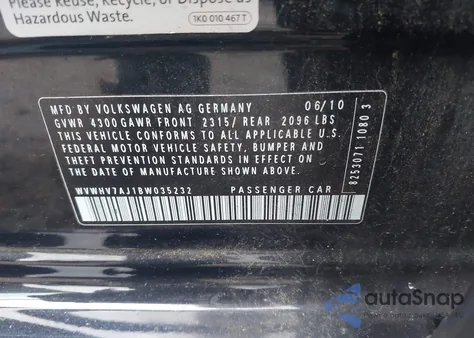 Please Reuse, Recycle, or Dispose as
Hazardous Waste.
1K0 010 467 T
MFD BY VOLKSWAGEN AG GERMANY 06/10
GVWR 4300 GAWR FRONT 2315/ REAR 2096 LBS
THIS VEHICLE CONFORMS TO ALL APPLICABLE U.S.
FEDERAL MOTOR VEHICLE SAFETY, BUMPER AND
THEFT PREVENTION STANDARDS IN EFFECT ON
THE DATE OF MANUFACTURE SHOWN ABOVE.
WVWHV7AJ1BW035232 PASSENGER CAR
8253071 1080 3
autoSnap